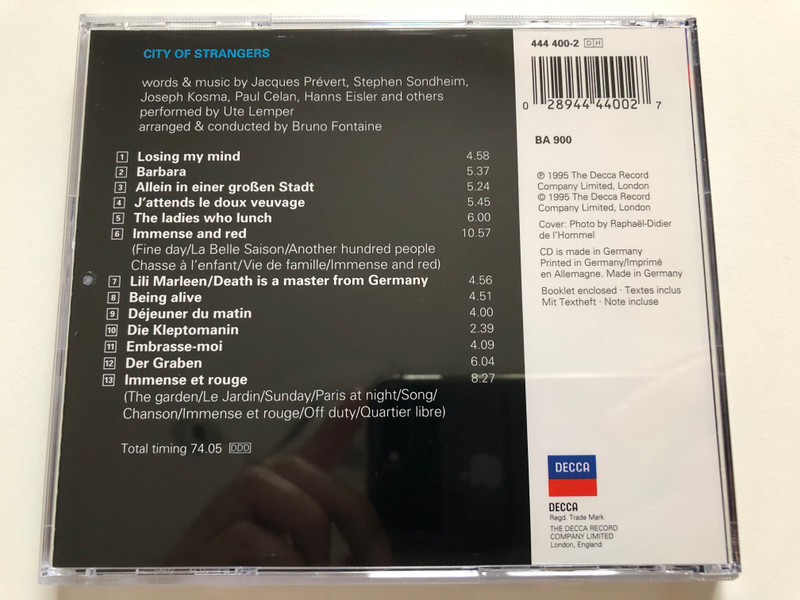 CITY OF STRANGERS
words & music by Jacques Prévert, Stephen Sondheim,
Joseph Kosma, Paul Celan, Hanns Eisler and others
performed by Ute Lemper
arranged & conducted by Bruno Fontaine
1 Losing my mind 4.58
2 Barbara 5.37
3 Allein in einer großen Stadt 5.24
4 J'attends le doux veuvage 5.45
5 The ladies who lunch 6.00
6 Immense and red 10.57
(Fine day/La Belle Saison/Another hundred people
Chasse à l'enfant/Vie de famille/Immense and red)
7 Lili Marleen/Death is a master from Germany 4.56
8 Being alive 4.51
9 Déjeuner du matin 4.00
10 Die Kleptomanin 2.39
11 Embrasse-moi 4.09
12 Der Graben 6.04
13 Immense et rouge 8.27
(The garden/Le Jardin/Sunday/Paris at night/Song/
Chanson/Immense et rouge/Off duty/Quartier libre)
Total timing 74.05 DDD
444 400-2 DH
0 28944 44002 7
BA 900
℗ 1995 The Decca Record
Company Limited, London
© 1995 The Decca Record
Company Limited, London
Cover: Photo by Raphaël-Didier
de l'Hommel
CD is made in Germany
Printed in Germany/Imprimé
en Allemagne. Made in Germany
Booklet enclosed · Textes inclus
Mit Textheft · Note incluse
DECCA
DECCA
Regd. Trade Mark
THE DECCA RECORD
COMPANY LIMITED
London, England